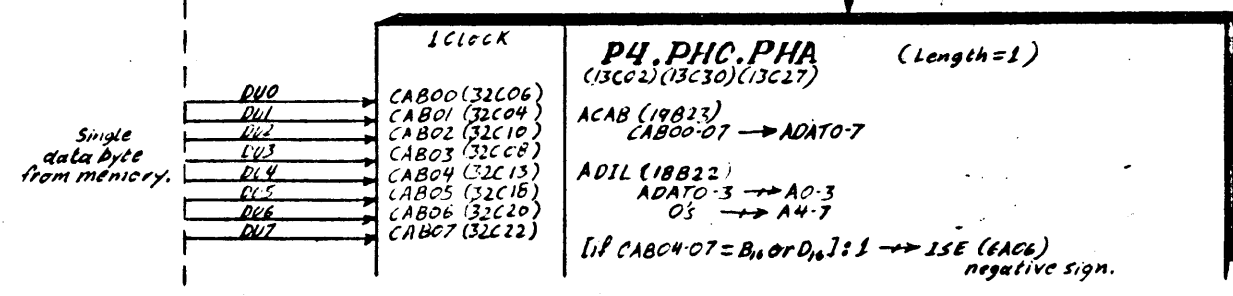 1 Clock
P4.PHC.PHA (Length=1)
(13C02)(13C30)(13C27)
DU0 CAB00(32C06)
DU1 CAB01(32C04)
DU2 CAB02(32C10)
DU3 CAB03(32C08)
DU4 CAB04(32C13)
DU5 CAB05(32C18)
DU6 CAB06(32C20)
DU7 CAB07(32C22)
Single
data byte
from memory.
ACAB (19B23)
CAB00-07 → ADAT0-7
ADIL (18B22)
ADAT0-3 ↛ A0-3
0's ↛ A4-7
[if CAB04-07 = B₁₆ or D₁₆]: 1 ↛ ISE (6A06)
negative sign.